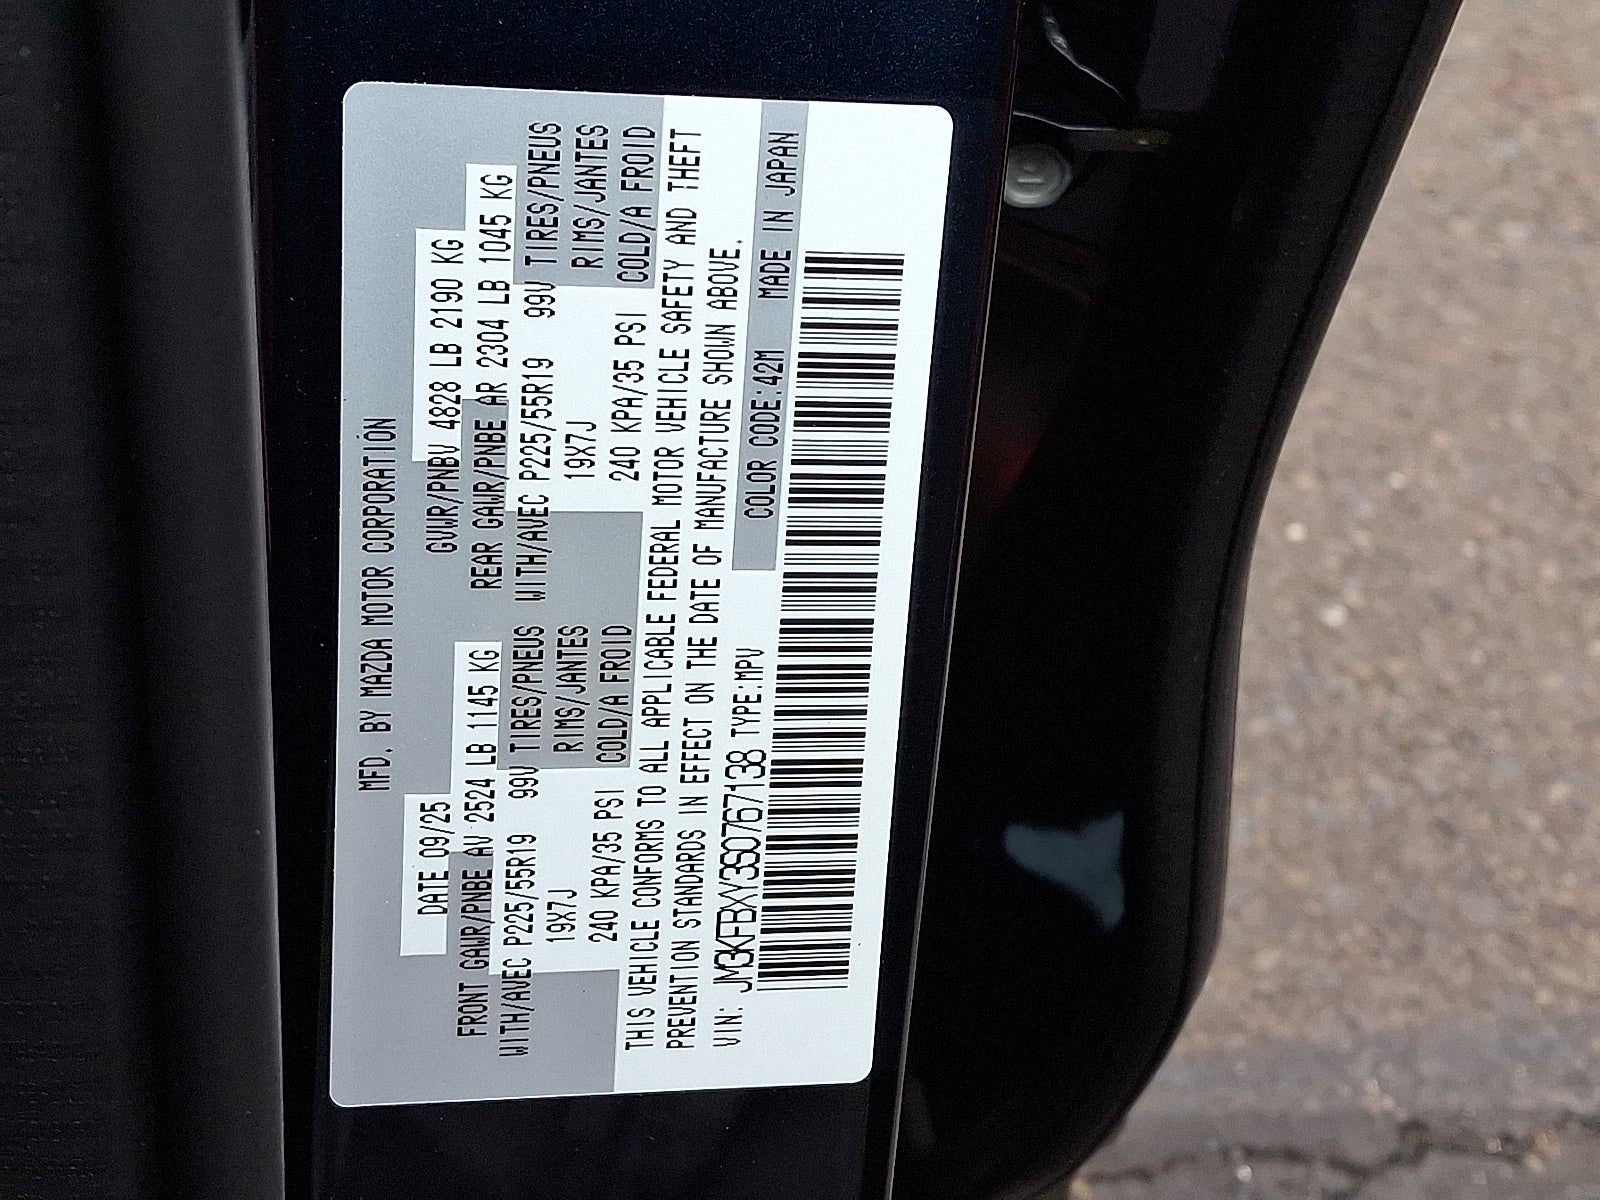 MFD. BY MAZDA MOTOR CORPORATION
DATE 09/25 GVWR/PNBV 4828 LB 2190 KG
FRONT GAWR/PNBE AV 2524 LB 1145 KG REAR GAWR/PNBE AR 2304 LB 1045 KG
WITH/AVEC P225/55R19 99V TIRES/PNEUS WITH/AVEC P225/55R19 99V TIRES/PNEUS
19X7J RIMS/JANTES 19X7J RIMS/JANTES
240 KPA/35 PSI COLD/A FROID 240 KPA/35 PSI COLD/A FROID
THIS VEHICLE CONFORMS TO ALL APPLICABLE FEDERAL MOTOR VEHICLE SAFETY AND THEFT
PREVENTION STANDARDS IN EFFECT ON THE DATE OF MANUFACTURE SHOWN ABOVE.
VIN: JM3KFBXY3S0767138 TYPE:MPV COLOR CODE:42M MADE IN JAPAN